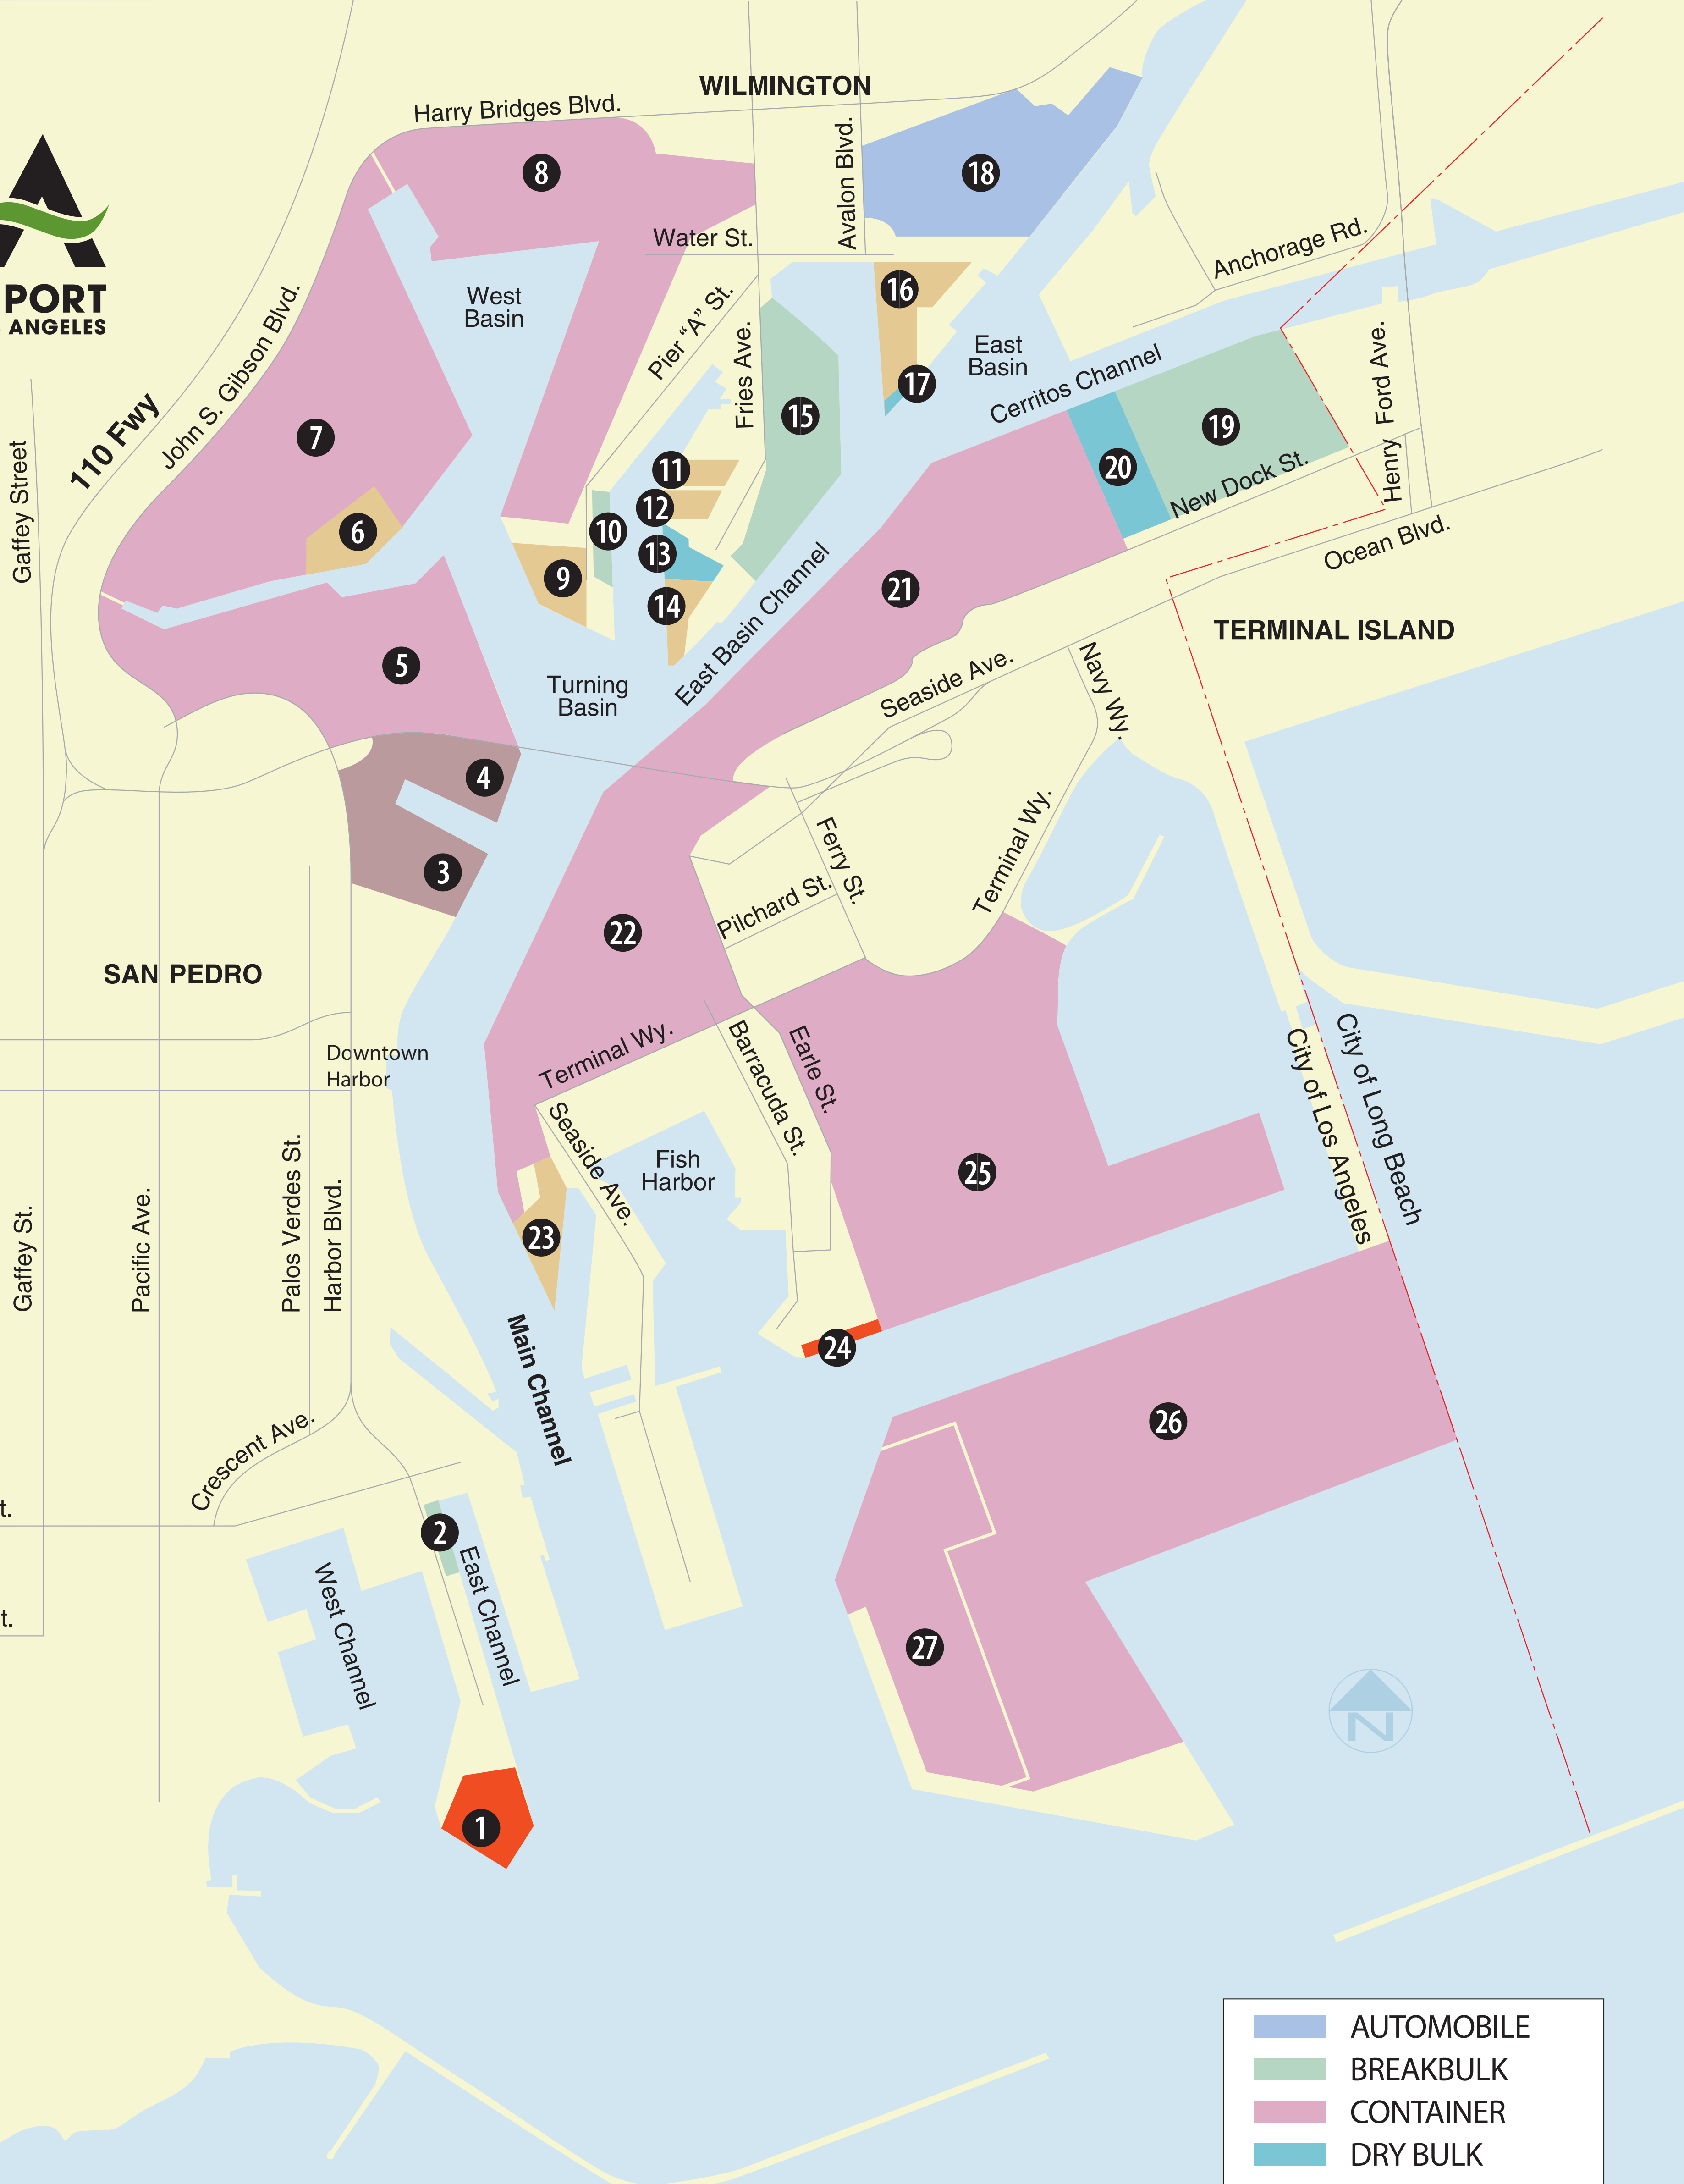 WILMINGTON
Harry Bridges Blvd.
8
18
Avalon Blvd.
Water St.
Anchorage Rd.
PORT
S ANGELES
West
Basin
16
Pier "A" St.
Fries Ave.
East
Basin
17
Cerritos Channel
John S. Gibson Blvd.
110 Fwy
Gaffey Street
7
15
19
20
Henry Ford Ave.
New Dock St.
11
12
10
13
6
9
14
21
East Basin Channel
Ocean Blvd.
TERMINAL ISLAND
5
Turning
Basin
Seaside Ave.
Navy Wy.
4
3
Ferry St.
Terminal Wy.
Pilchard St.
22
SAN PEDRO
Downtown
Harbor
Terminal Wy.
Barracuda St.
Earle St.
City of Los Angeles
City of Long Beach
Seaside Ave.
Fish
Harbor
25
23
Gaffey St.
Pacific Ave.
Palos Verdes St.
Harbor Blvd.
Main Channel
24
26
Crescent Ave.
t.
2
West Channel
East Channel
t.
27
N
1
AUTOMOBILE
BREAKBULK
CONTAINER
DRY BULK